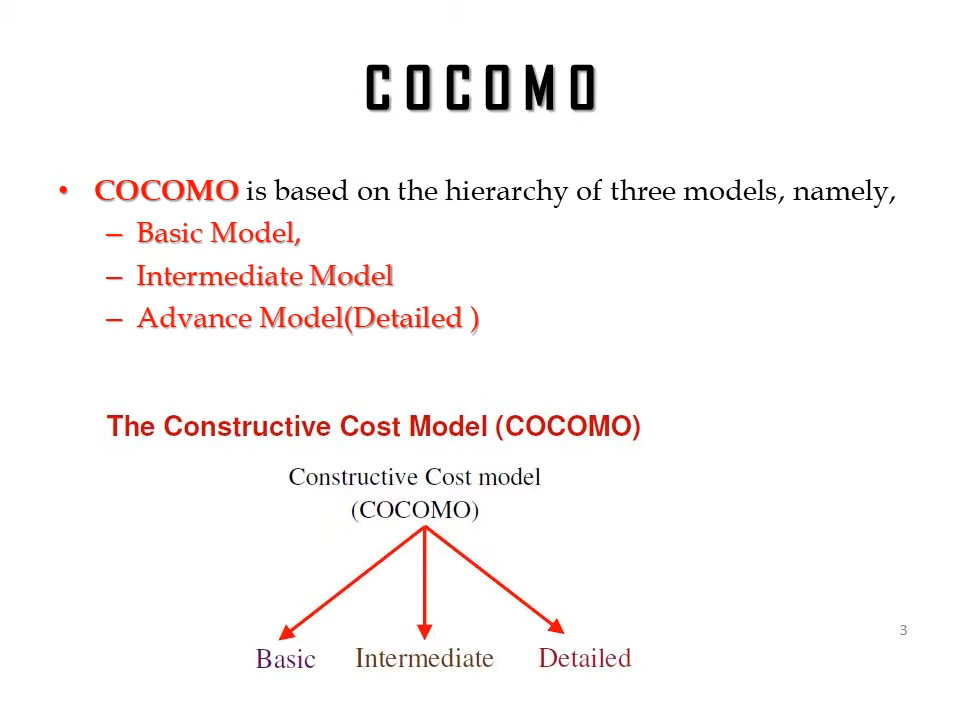 COCOMO
• COCOMO is based on the hierarchy of three models, namely,
– Basic Model,
– Intermediate Model
– Advance Model(Detailed )
The Constructive Cost Model (COCOMO)
Constructive Cost model
(COCOMO)
Basic Intermediate Detailed
3